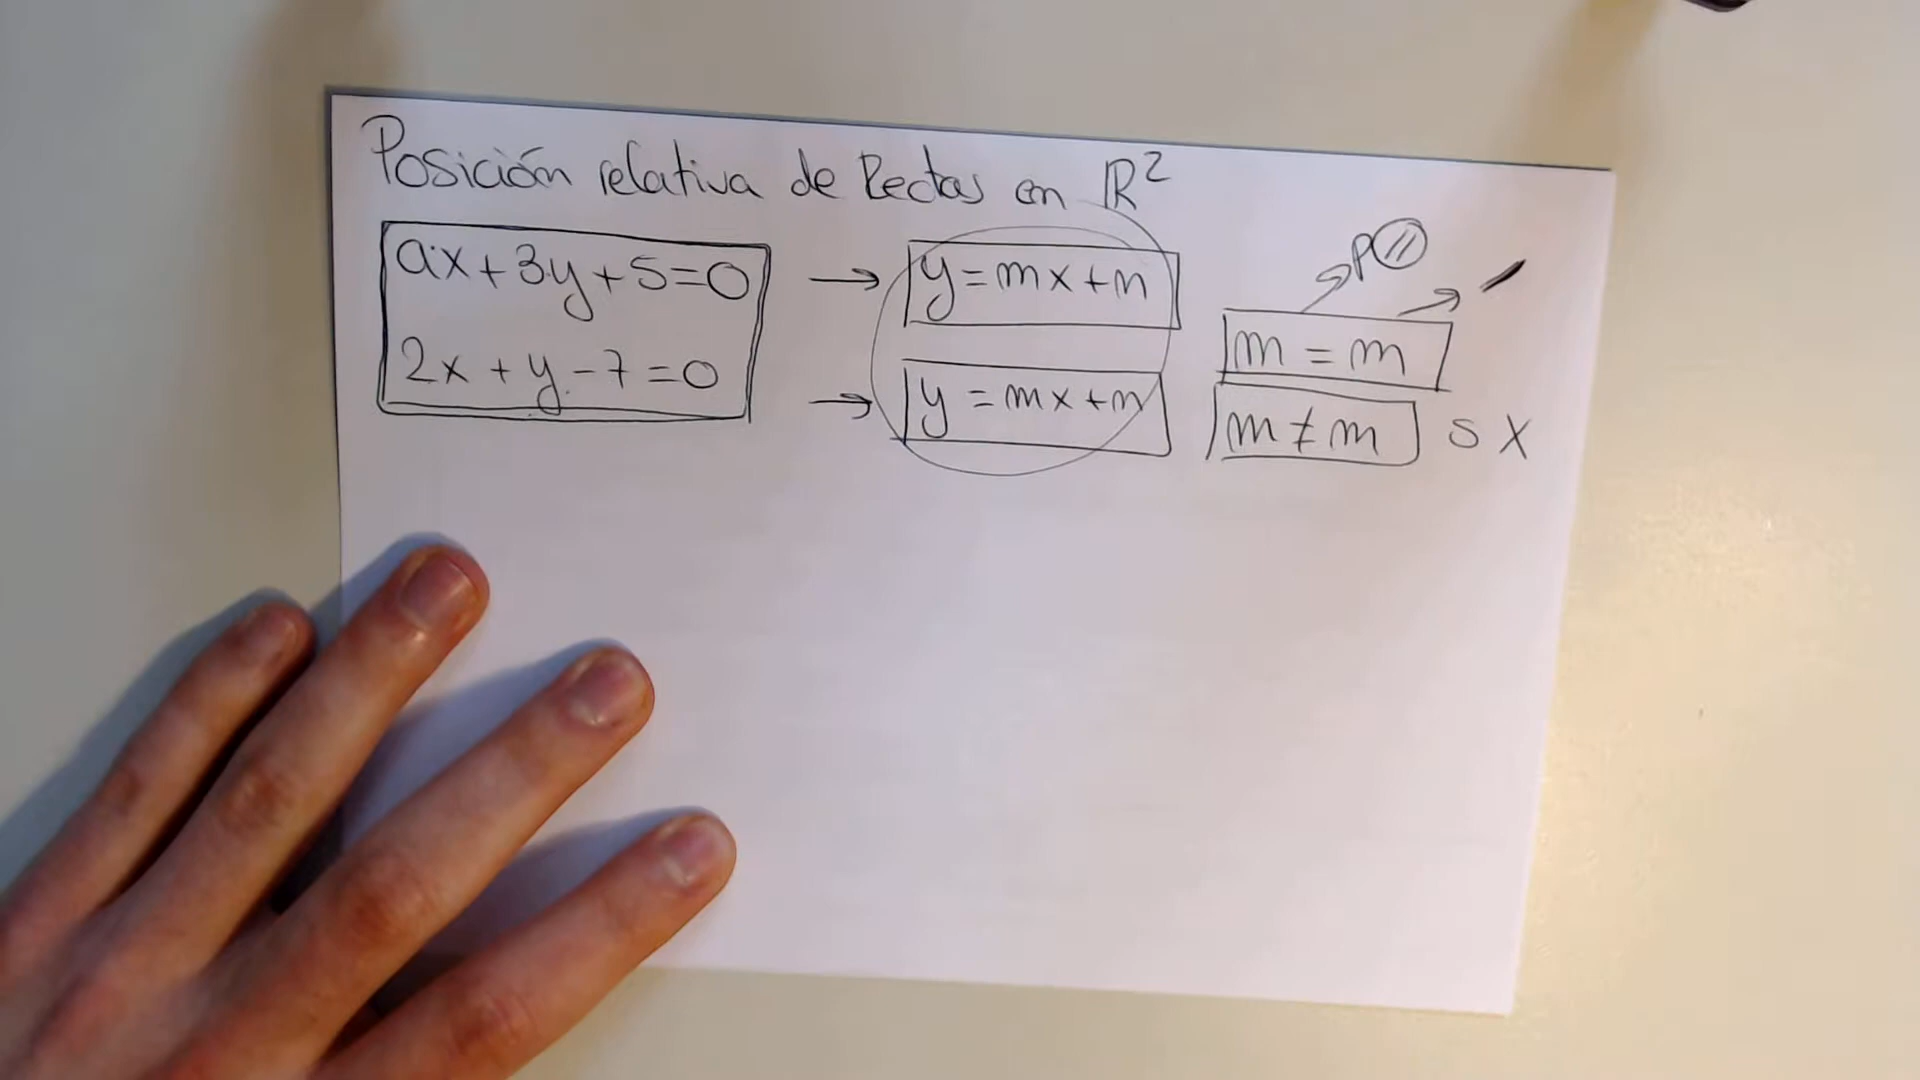 Posición relativa de Rectas en ℝ²
ax+3y+5=0 → y=mx+n
P //
m = m
2x+y-7=0 → y=mx+n
m ≠ m S X